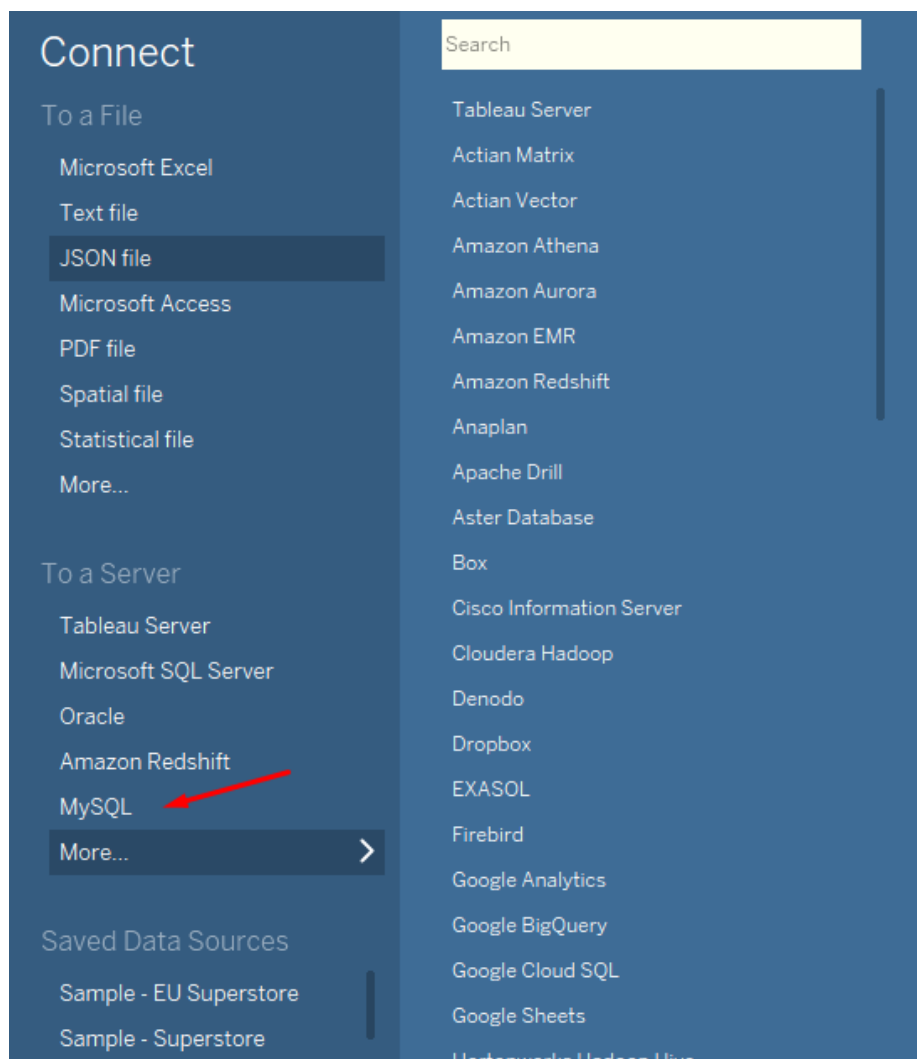 Connect
To a File
Microsoft Excel
Text file
JSON file
Microsoft Access
PDF file
Spatial file
Statistical file
More...
To a Server
Tableau Server
Microsoft SQL Server
Oracle
Amazon Redshift
MySQL
More...
Saved Data Sources
Sample - EU Superstore
Sample - Superstore
Search
Tableau Server
Actian Matrix
Actian Vector
Amazon Athena
Amazon Aurora
Amazon EMR
Amazon Redshift
Anaplan
Apache Drill
Aster Database
Box
Cisco Information Server
Cloudera Hadoop
Denodo
Dropbox
EXASOL
Firebird
Google Analytics
Google BigQuery
Google Cloud SQL
Google Sheets
Hortonworks Hadoop Hive